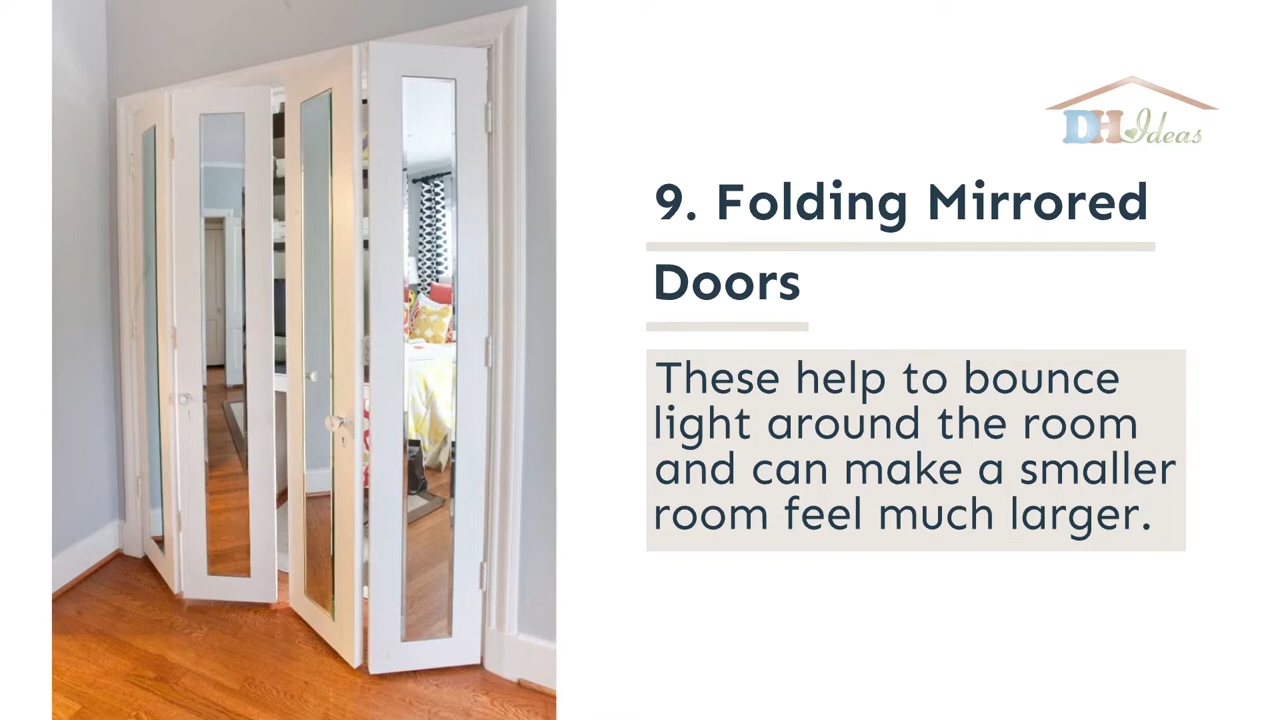 DH Ideas
9. Folding Mirrored
Doors
These help to bounce
light around the room
and can make a smaller
room feel much larger.